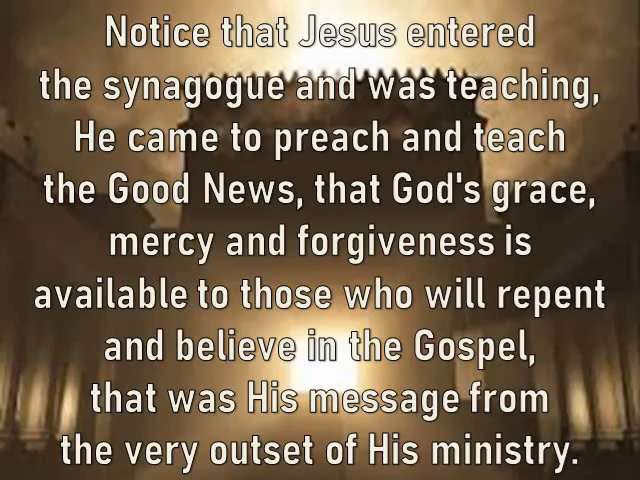 Notice that Jesus entered
the synagogue and was teaching,
He came to preach and teach
the Good News, that God's grace,
mercy and forgiveness is
available to those who will repent
and believe in the Gospel,
that was His message from
the very outset of His ministry.